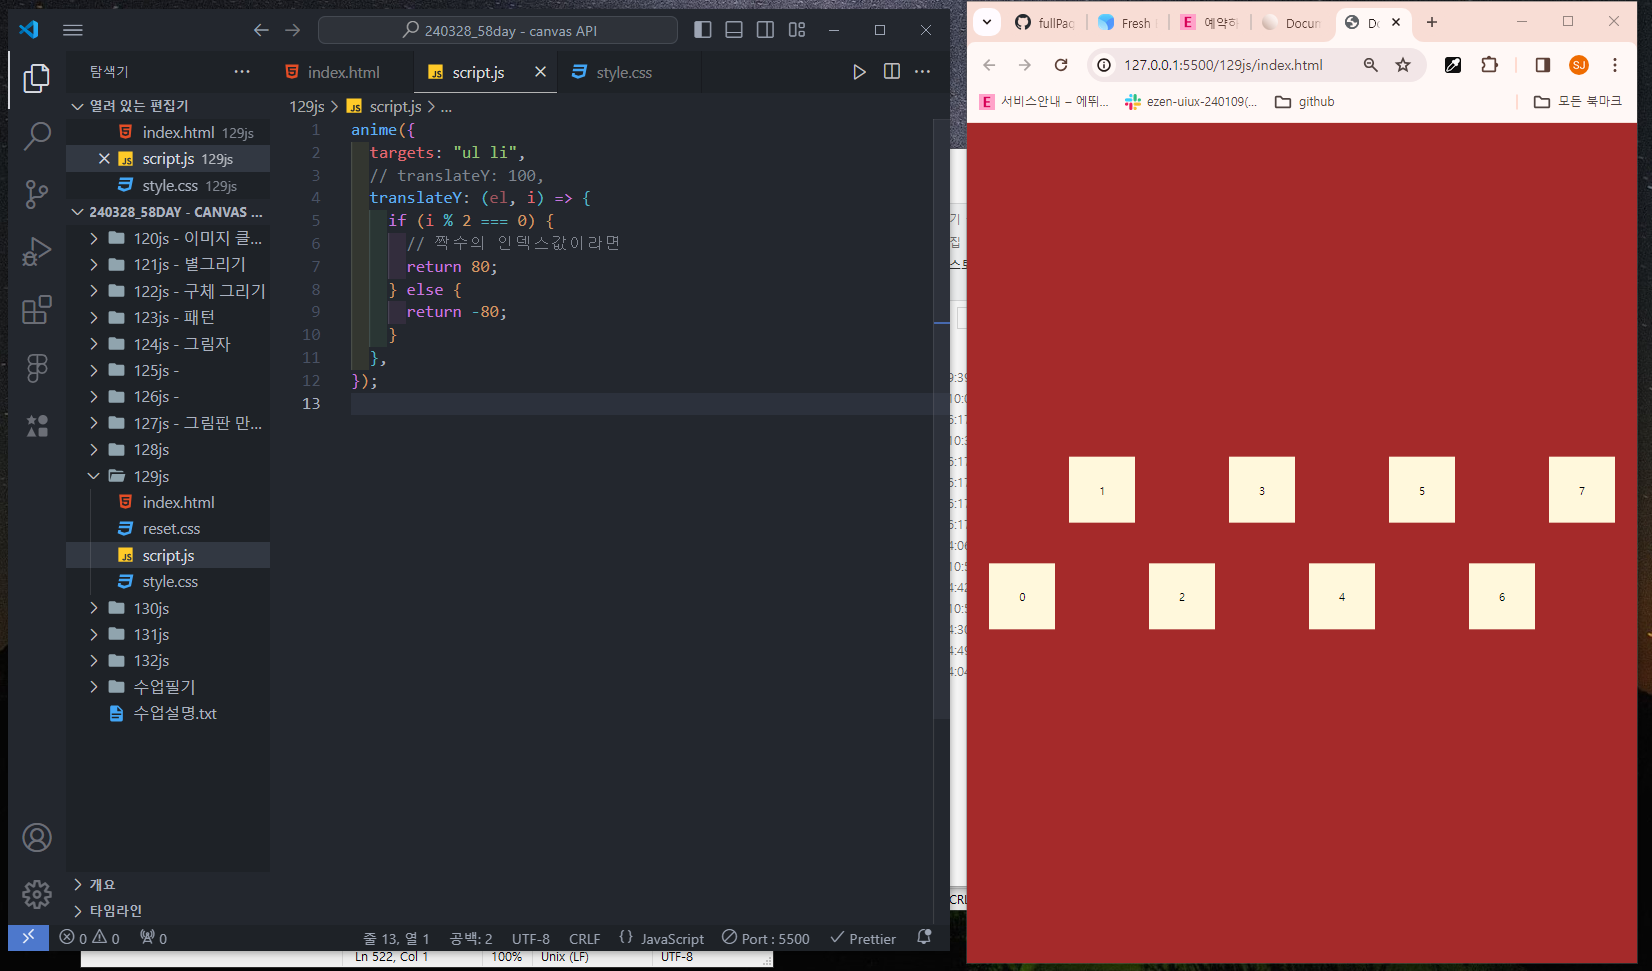 240328_58day - canvas API
탐색기
열려 있는 편집기
index.html 129js
script.js 129js
style.css 129js
240328_58DAY - CANVAS ...
120js - 이미지 클...
121js - 별그리기
122js - 구체 그리기
123js - 패턴
124js - 그림자
125js -
126js -
127js - 그림판 만...
128js
129js
index.html
reset.css
script.js
style.css
130js
131js
132js
수업필기
수업설명.txt
개요
타임라인
index.html
script.js
style.css
129js > script.js > ...
1 anime({
2 targets: "ul li",
3 // translateY: 100,
4 translateY: (el, i) => {
5 if (i % 2 === 0) {
6 // 짝수의 인덱스값이라면
7 return 80;
8 } else {
9 return -80;
10 }
11 },
12 });
13
0 0 0
줄 13, 열 1 공백: 2 UTF-8 CRLF {} JavaScript Port : 5500 Prettier
Ln 522, Col 1 100% Unix (LF) UTF-8
fullPaq Fresh 예약하 Docum Do
127.0.0.1:5500/129js/index.html
SJ
서비스안내 – 에뛰... ezen-uiux-240109(... github 모든 북마크
1 3 5 7
0 2 4 6